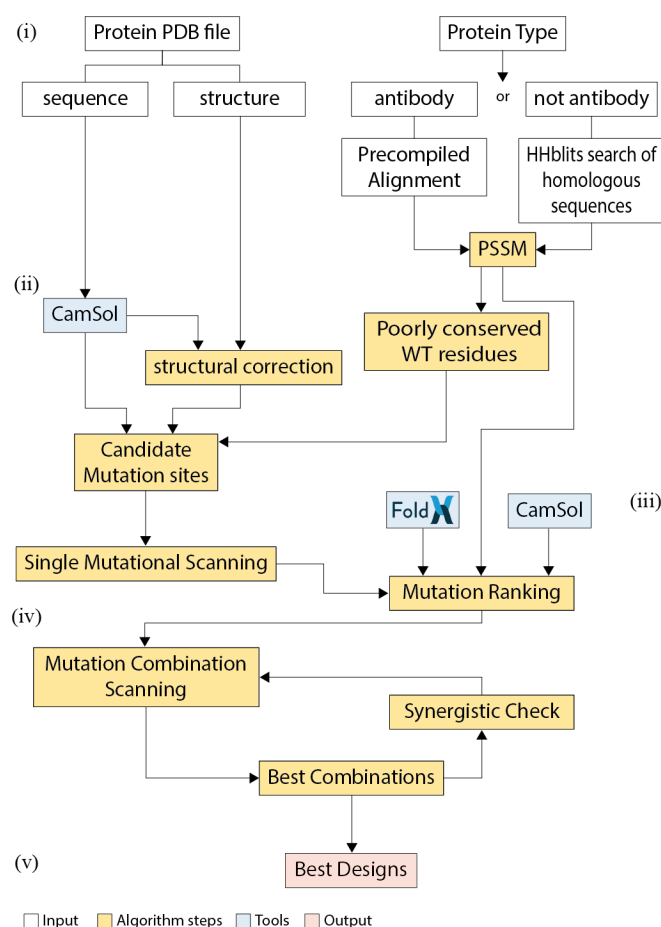 (i)
Protein PDB file
Protein Type
sequence
structure
antibody
or
not antibody
Precompiled
Alignment
HHblits search of
homologous
sequences
PSSM
(ii)
CamSol
Poorly conserved
WT residues
structural correction
Candidate
Mutation sites
FoldX
CamSol
(iii)
Single Mutational Scanning
Mutation Ranking
(iv)
Mutation Combination
Scanning
Synergistic Check
Best Combinations
(v)
Best Designs
Input
Algorithm steps
Tools
Output